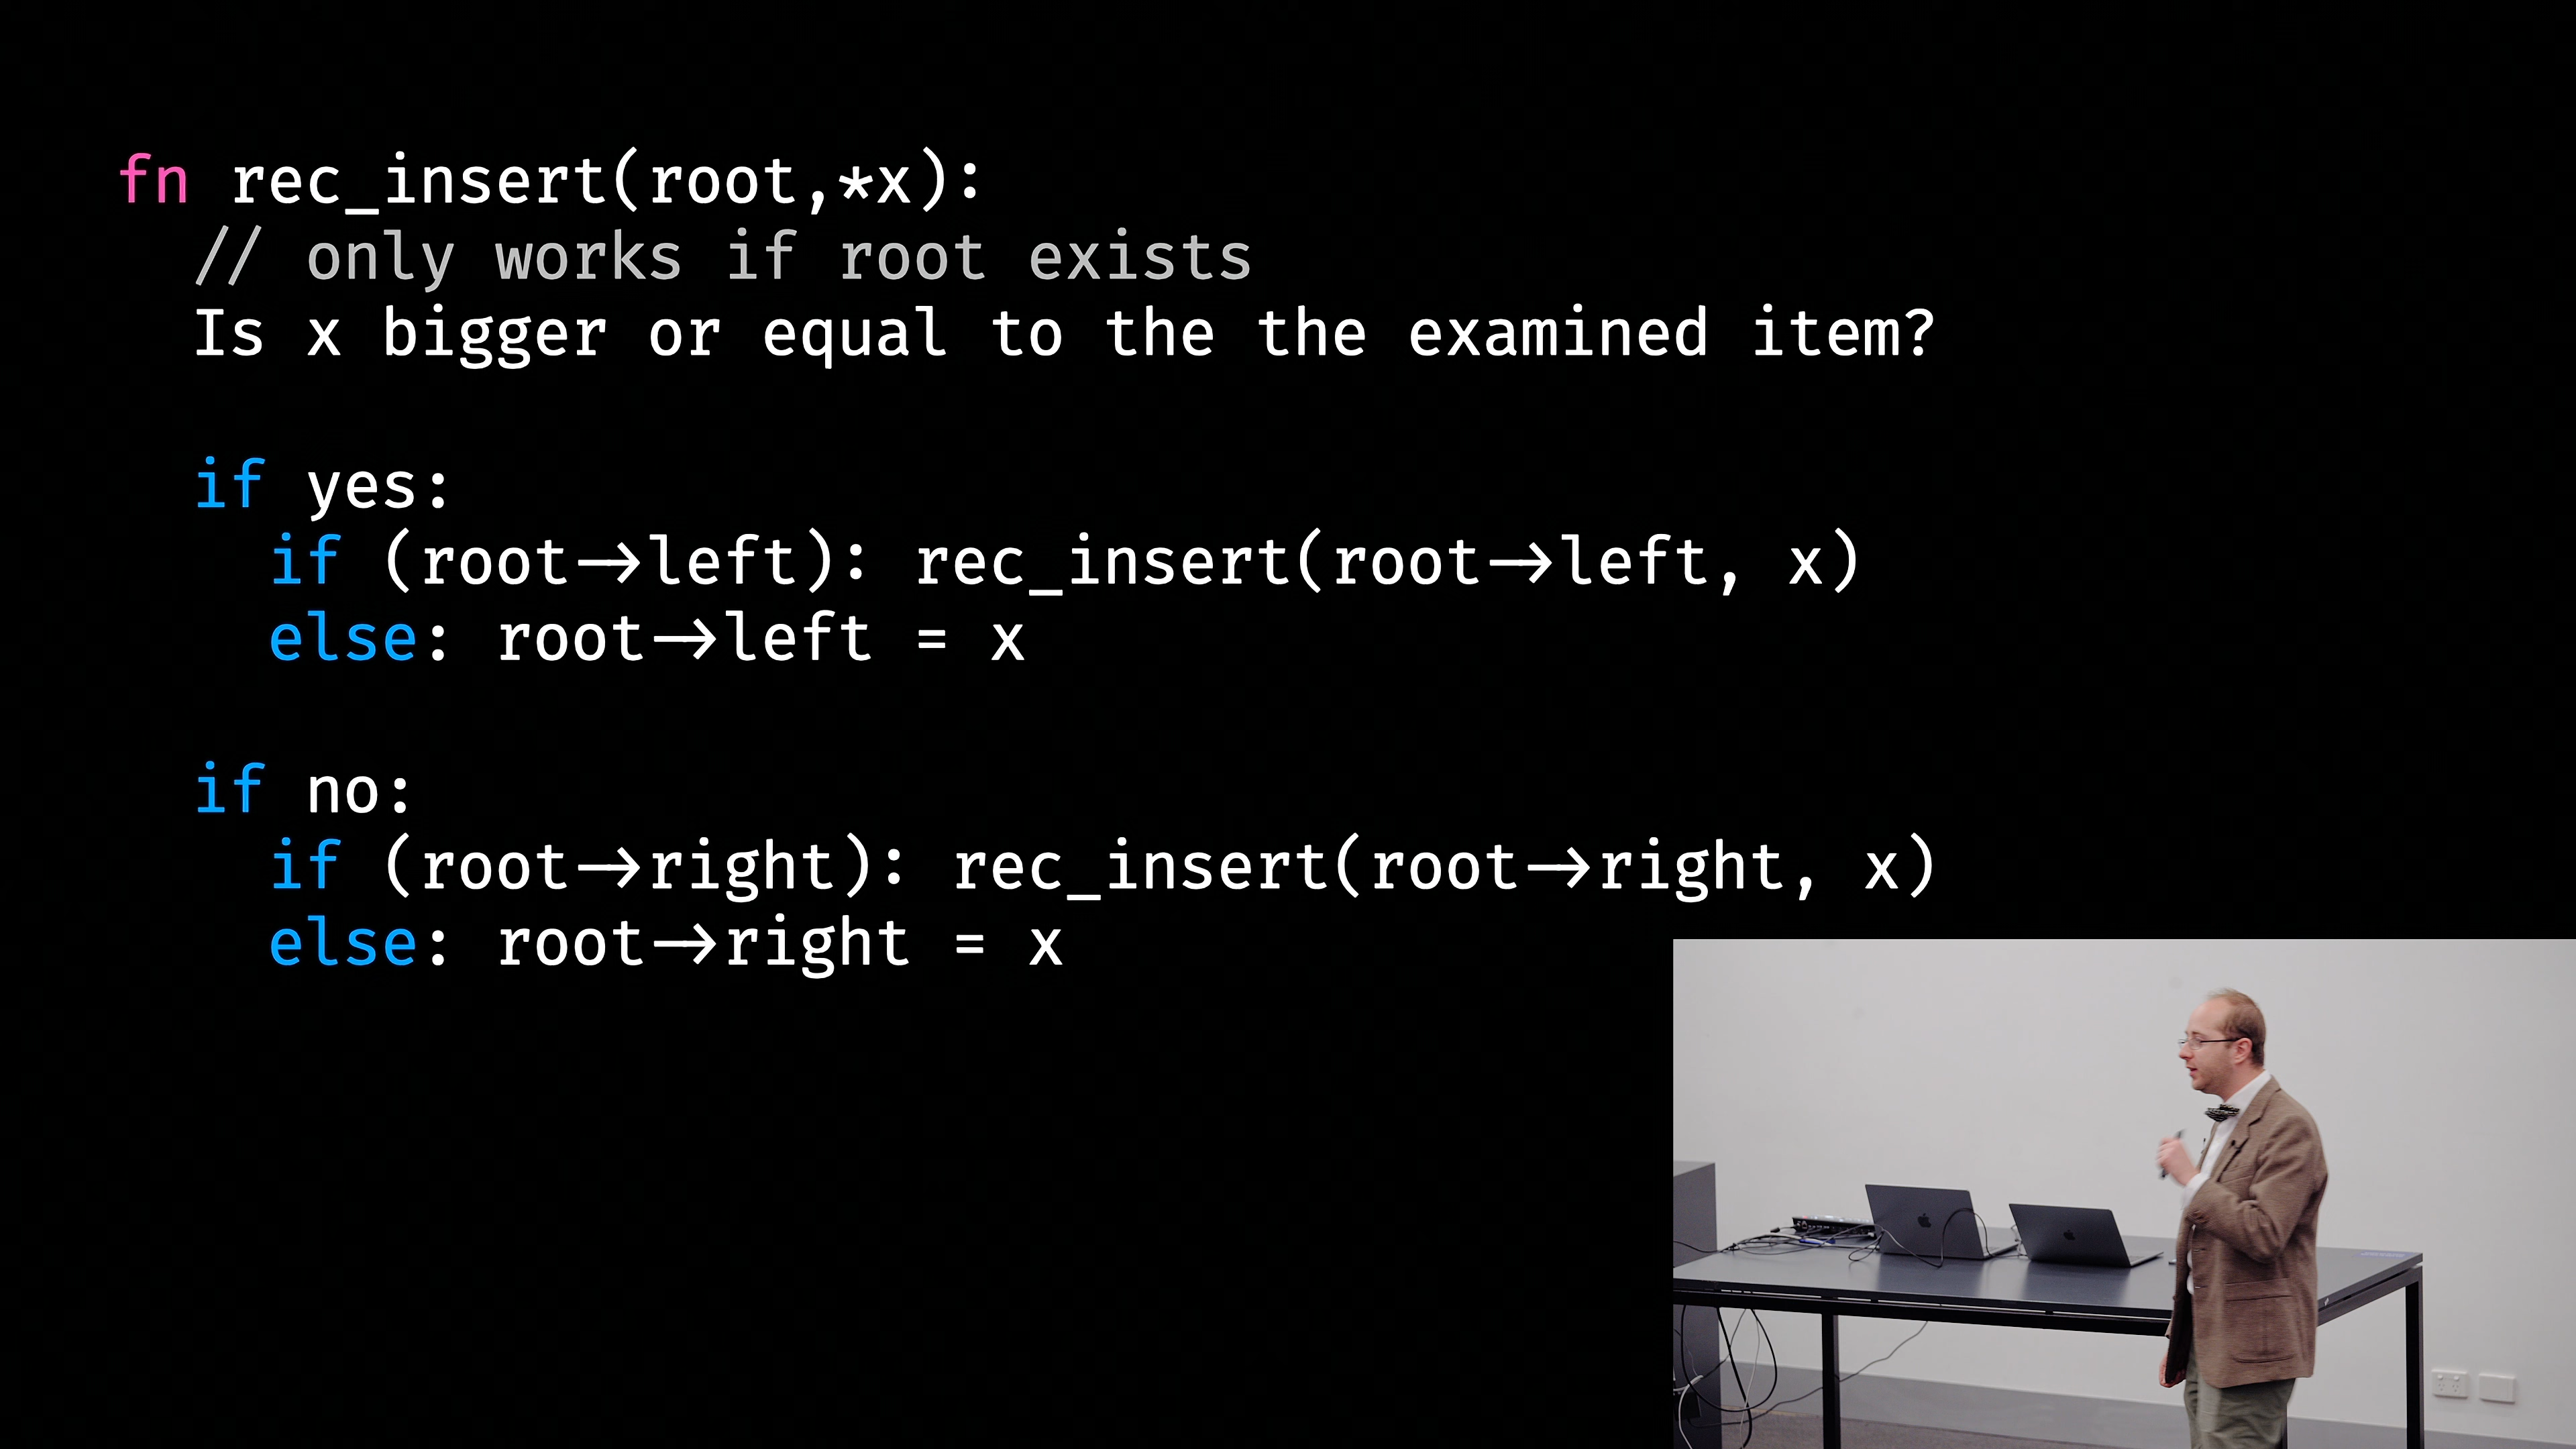 fn rec_insert(root,*x):
// only works if root exists
Is x bigger or equal to the the examined item?
if yes:
if (root->left): rec_insert(root->left, x)
else: root->left = x
if no:
if (root->right): rec_insert(root->right, x)
else: root->right = x